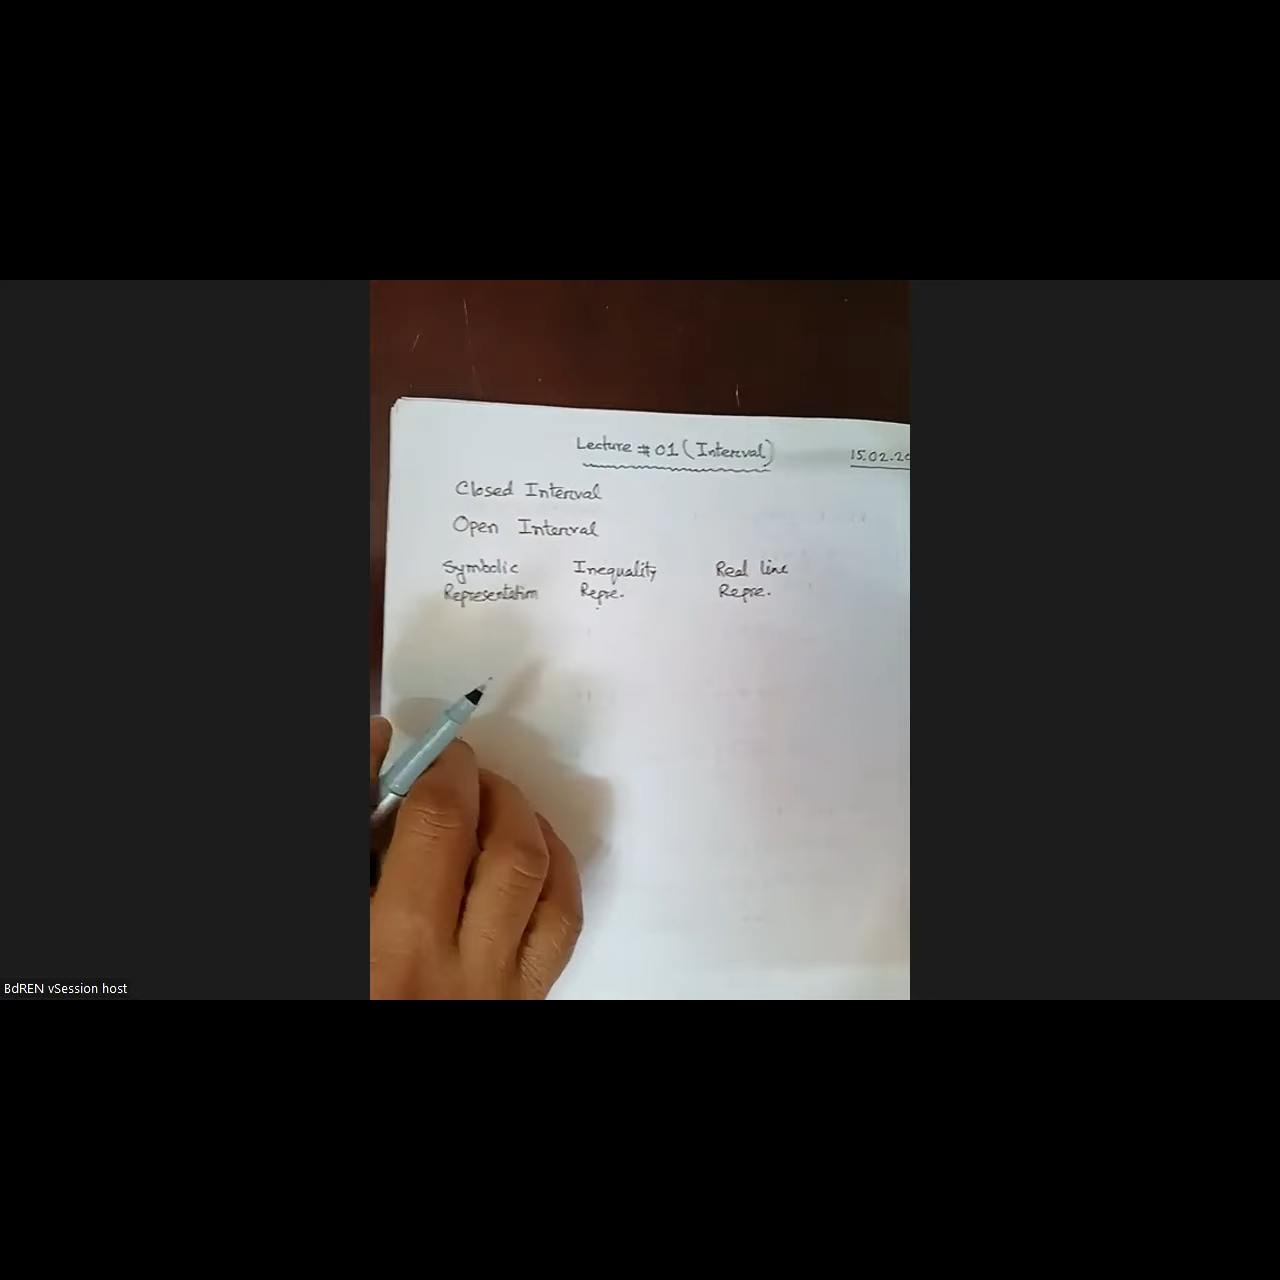 Lecture # 01 (Interval)
15.02.20
Closed Interval
Open Interval
Symbolic Inequality Real line
Representation Repre. Repre.
BdREN vSession host